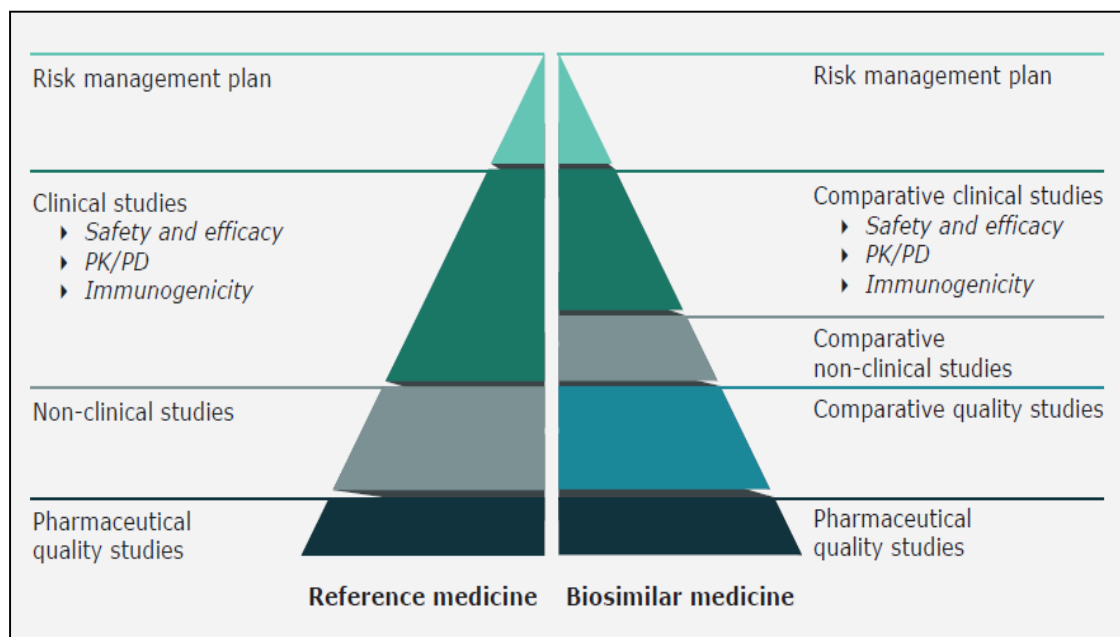 Risk management plan
Clinical studies
Safety and efficacy
PK/PD
Immunogenicity
Non-clinical studies
Pharmaceutical
quality studies
Risk management plan
Comparative clinical studies
Safety and efficacy
PK/PD
Immunogenicity
Comparative
non-clinical studies
Comparative quality studies
Pharmaceutical
quality studies
Reference medicine
Biosimilar medicine